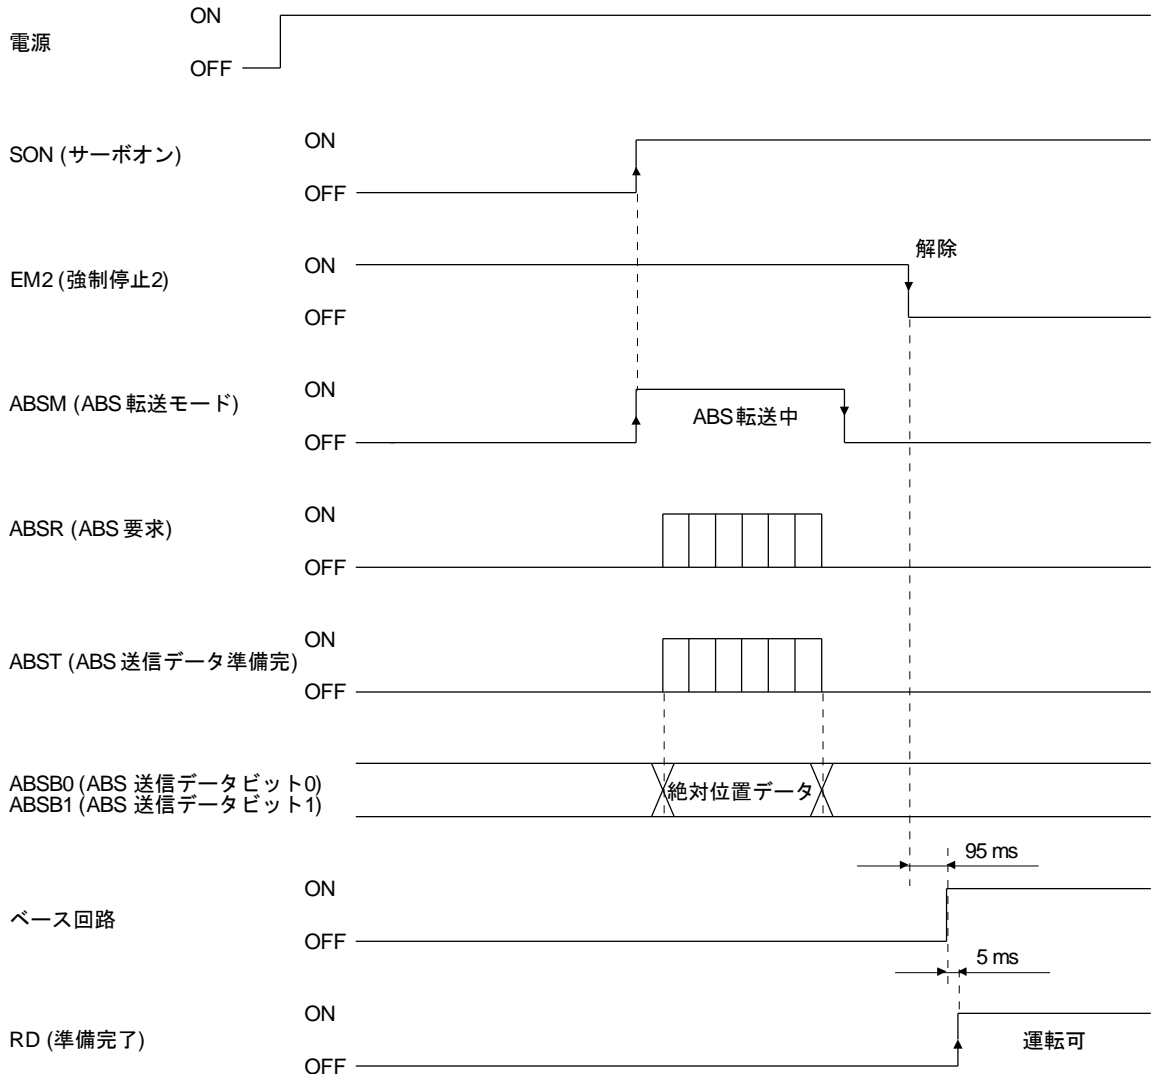 ON
電源
OFF
ON
SON (サーボオン)
OFF
解除
ON
EM2 (強制停止2)
OFF
ON
ABSM (ABS 転送モード)
ABS 転送中
OFF
ON
ABSR (ABS 要求)
OFF
ON
ABST (ABS 送信データ準備完)
OFF
ABSB0 (ABS 送信データビット0)
ABSB1 (ABS 送信データビット1)
絶対位置データ
95 ms
ON
ベース回路
OFF
5 ms
ON
RD (準備完了)
運転可
OFF